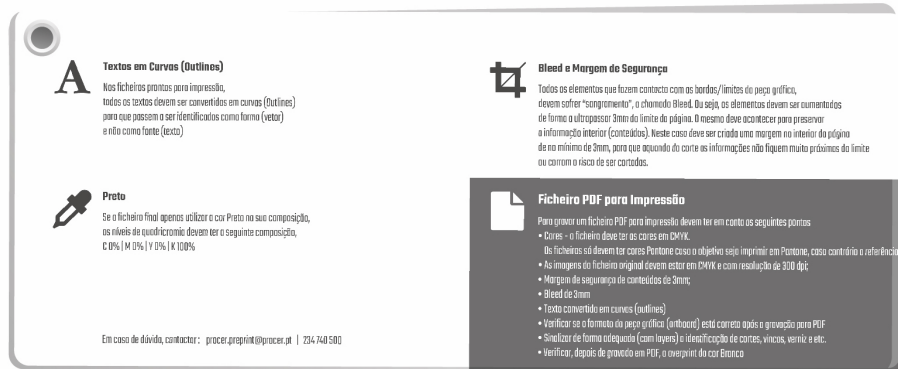 A
Textos em Curvas (Outlines)
Nos ficheiros prontos para impressão,
todos os textos devem ser convertidos em curvas (Outlines)
para que passem a ser identificados como forma (vetor)
e não como fonte (texto)
Preto
Se o ficheiro final apenas utilizar a cor Preto na sua composição,
os níveis de quadricromia devem ter a seguinte composição,
C 0% | M 0% | Y 0% | K 100%
Em caso de dúvida, contactar: procer.preprint@procer.pt | 234 740 500
Bleed e Margem de Segurança
Todos os elementos que fazem contacto com as bordas/limites da peça gráfica,
devem sofrer "sangramento", o chamado Bleed. Ou seja, os elementos devem ser aumentados
de forma a ultrapassar 3mm do limite da página. O mesmo deve acontecer para preservar
a informação interior (conteúdos). Neste caso deve ser criada uma margem no interior da página
de no mínimo de 3mm, para que aquando do corte as informações não fiquem muito próximas do limite
ou corram o risco de ser cortadas.
Ficheiro PDF para Impressão
Para gravar um ficheiro PDF para impressão devem ter em conta os seguintes pontos
• Cores - o ficheiro deve ter as cores em CMYK.
Os ficheiros só devem ter cores Pantone caso o objetivo seja imprimir em Pantone, caso contrário a referência
• As imagens do ficheiro original devem estar em CMYK e com resolução de 300 dpi;
• Margem de segurança de conteúdos de 3mm;
• Bleed de 3mm
• Texto convertido em curvas (outlines)
• Verificar se o formato da peça gráfica (artboard) está correto após a gravação para PDF
• Sinalizar de forma adequada (com layers) a identificação de cortes, vincos, verniz e etc.
• Verificar, depois de gravado em PDF, o overprint da cor Branco